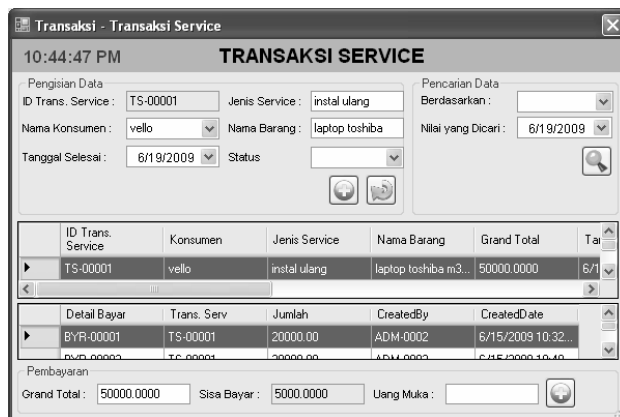 Transaksi - Transaksi Service
10:44:47 PM TRANSAKSI SERVICE
Pengisian Data
Pencarian Data
ID Trans. Service : TS-00001 Jenis Service : instal ulang Berdasarkan :
Nama Konsumen : vello Nama Barang : laptop toshiba Nilai yang Dicari : 6/19/2009
Tanggal Selesai : 6/19/2009 Status
ID Trans. Service Konsumen Jenis Service Nama Barang Grand Total
TS-00001 vello instal ulang laptop toshiba m3... 50000.0000 6/1
Detail Bayar Trans. Serv Jumlah CreatedBy CreatedDate
BYR-00001 TS-00001 20000.00 ADM-0002 6/15/2009 10:32...
Pembayaran
Grand Total : 50000.0000 Sisa Bayar : 5000.0000 Uang Muka :